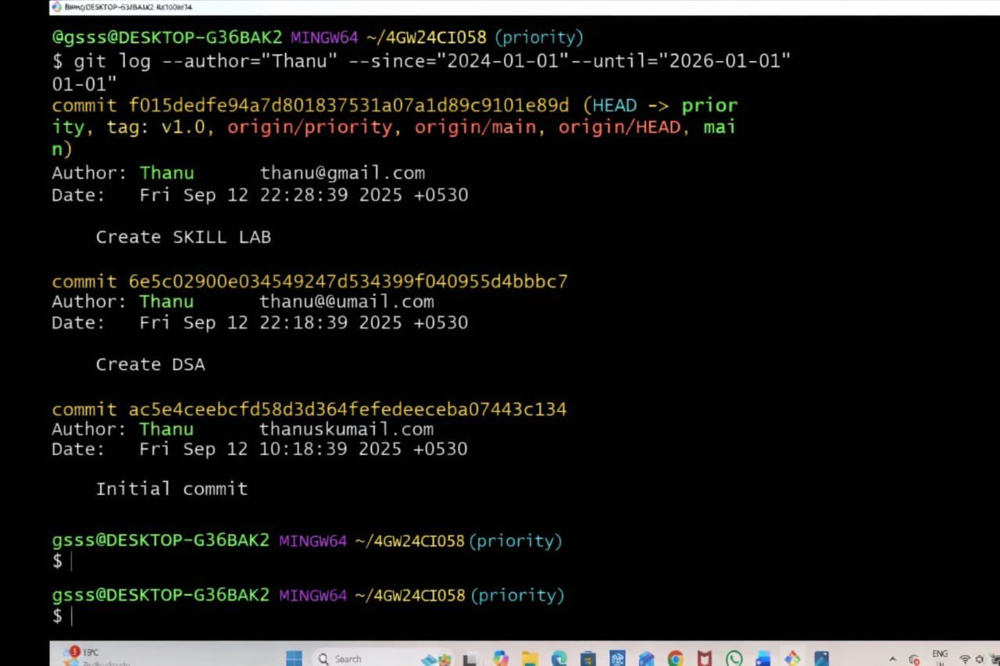 @gsss@DESKTOP-G36BAK2 MINGW64 ~/4GW24CI058 (priority)
$ git log --author="Thanu" --since="2024-01-01"--until="2026-01-01"
01-01"
commit f015dedfe94a7d801837531a07a1d89c9101e89d (HEAD -> prior
ity, tag: v1.0, origin/priority, origin/main, origin/HEAD, mai
n)
Author: Thanu thanu@gmail.com
Date: Fri Sep 12 22:28:39 2025 +0530
Create SKILL LAB
commit 6e5c02900e034549247d534399f040955d4bbbc7
Author: Thanu thanu@@umail.com
Date: Fri Sep 12 22:18:39 2025 +0530
Create DSA
commit ac5e4ceebcfd58d3d364fefedeeceba07443c134
Author: Thanu thanuskumail.com
Date: Fri Sep 12 10:18:39 2025 +0530
Initial commit
gsss@DESKTOP-G36BAK2 MINGW64 ~/4GW24CI058 (priority)
$
gsss@DESKTOP-G36BAK2 MINGW64 ~/4GW24CI058 (priority)
$
Search
ENG